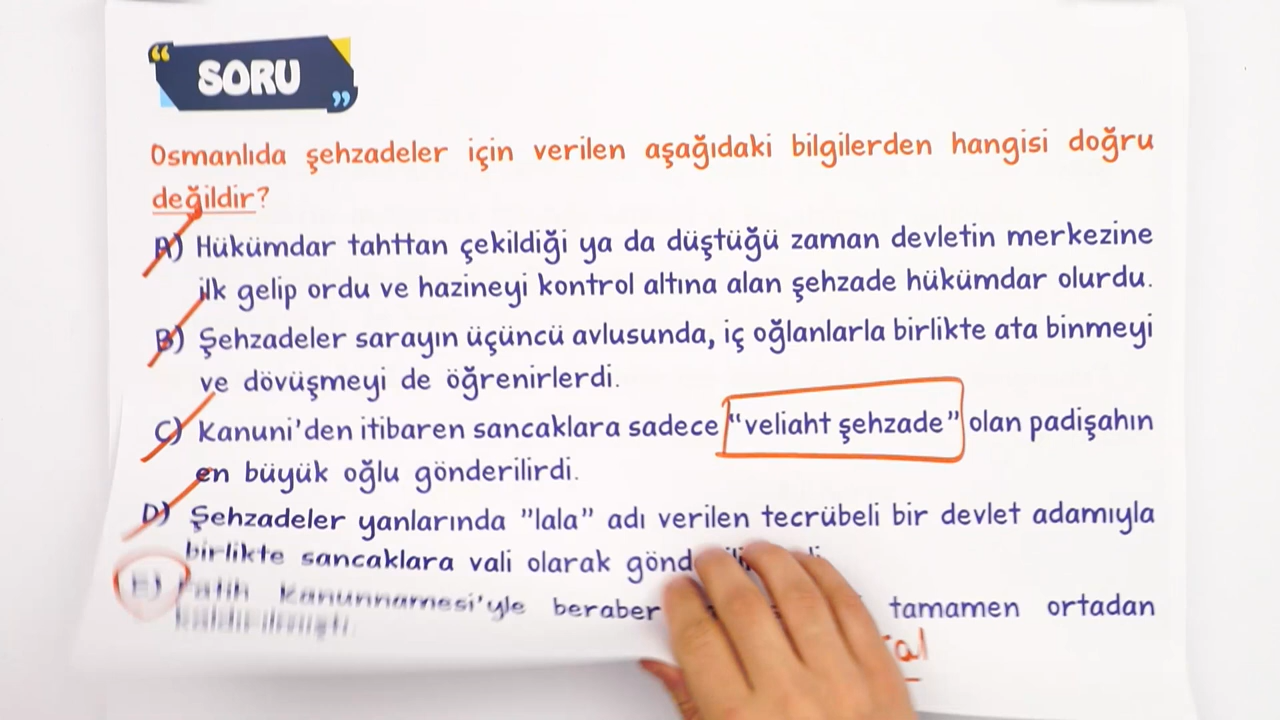 “ SORU ”
Osmanlıda şehzadeler için verilen aşağıdaki bilgilerden hangisi doğru
değildir?
A) Hükümdar tahttan çekildiği ya da düştüğü zaman devletin merkezine
ilk gelip ordu ve hazineyi kontrol altına alan şehzade hükümdar olurdu.
B) Şehzadeler sarayın üçüncü avlusunda, iç oğlanlarla birlikte ata binmeyi
ve dövüşmeyi de öğrenirlerdi.
C) Kanuni’den itibaren sancaklara sadece “veliaht şehzade” olan padişahın
en büyük oğlu gönderilirdi.
D) Şehzadeler yanlarında ”lala” adı verilen tecrübeli bir devlet adamıyla
birlikte sancaklara vali olarak
E) Fatih Kanunnamesi’yle beraber tamamen ortadan